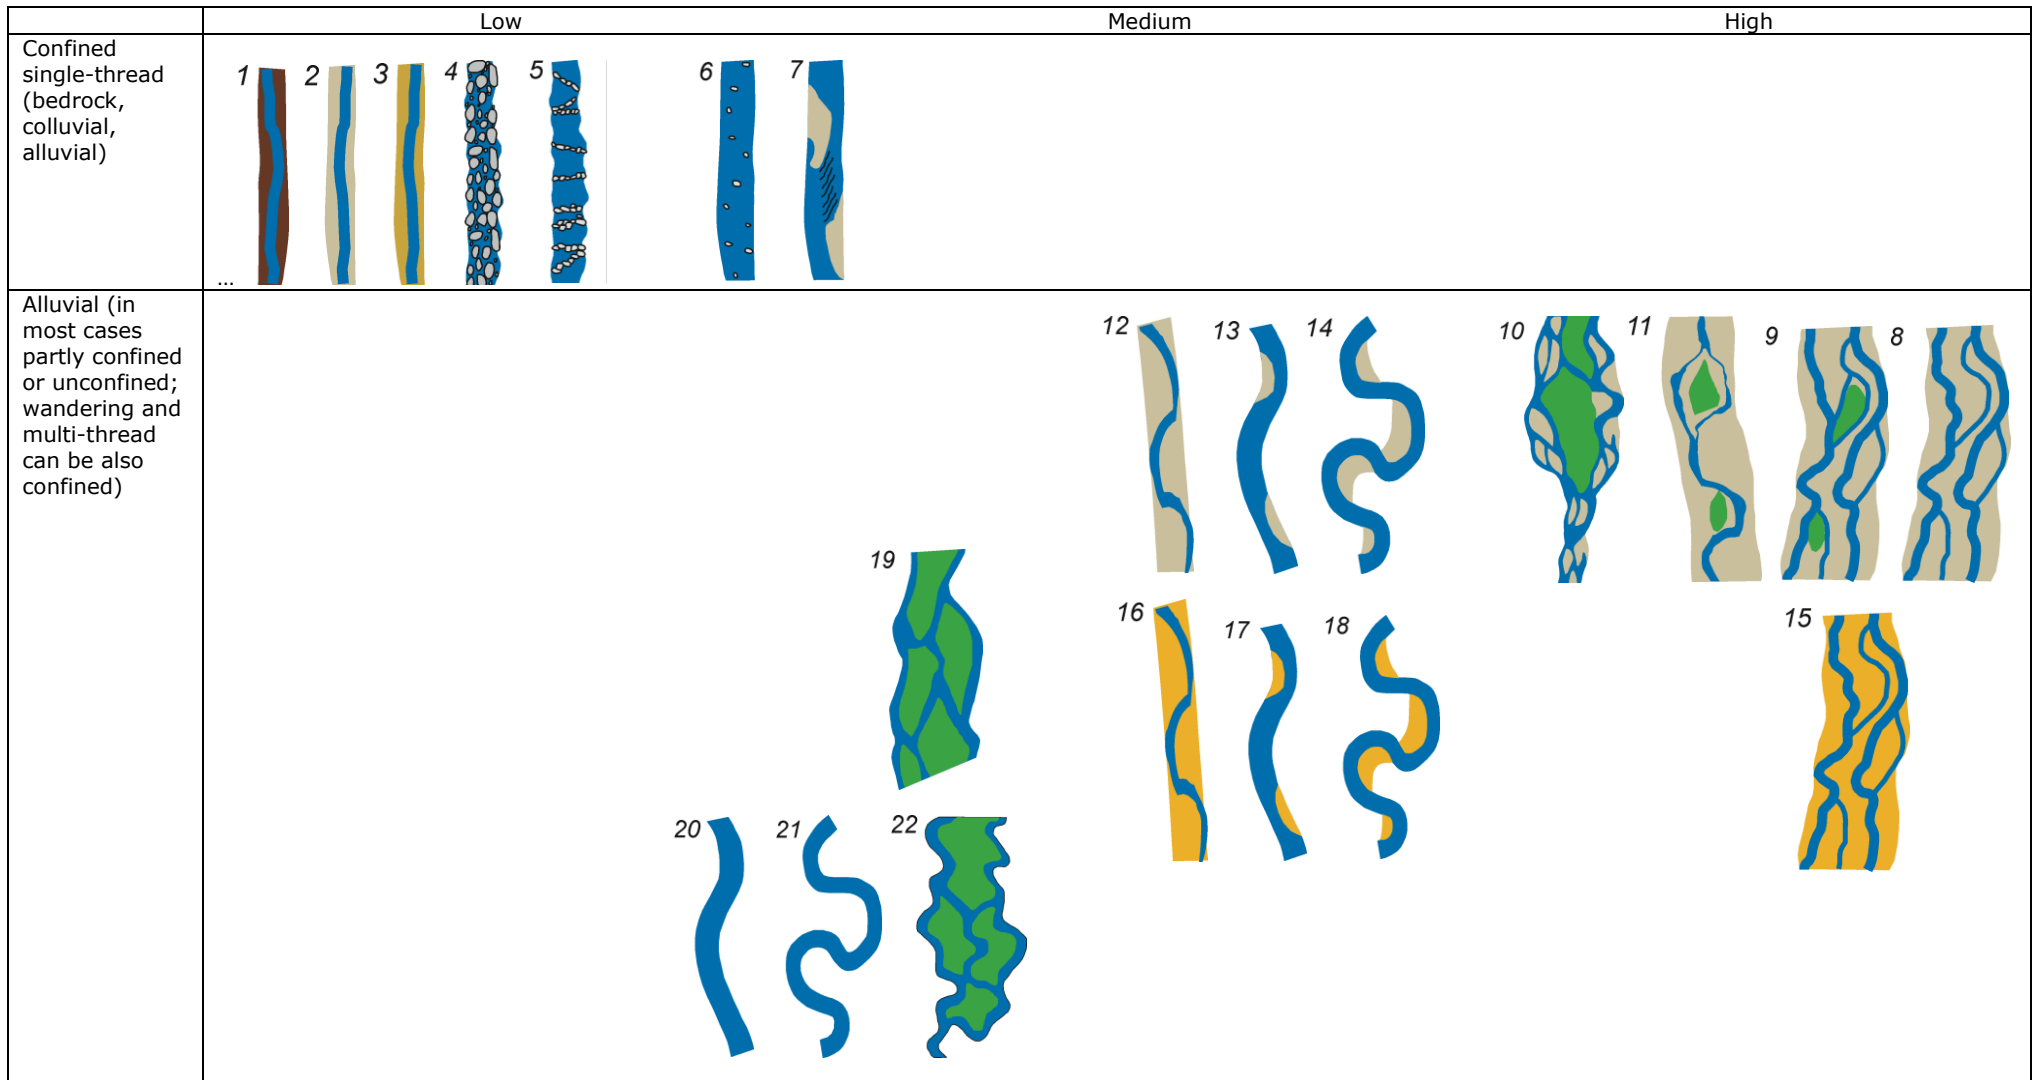 Low Medium High
Confined
single-thread
(bedrock,
colluvial,
alluvial)
1 2 3 4 5 6 7
...
Alluvial (in
most cases
partly confined
or unconfined;
wandering and
multi-thread
can be also
confined)
12 13 14 10 11 9 8
19
16 17 18 15
20 21 22